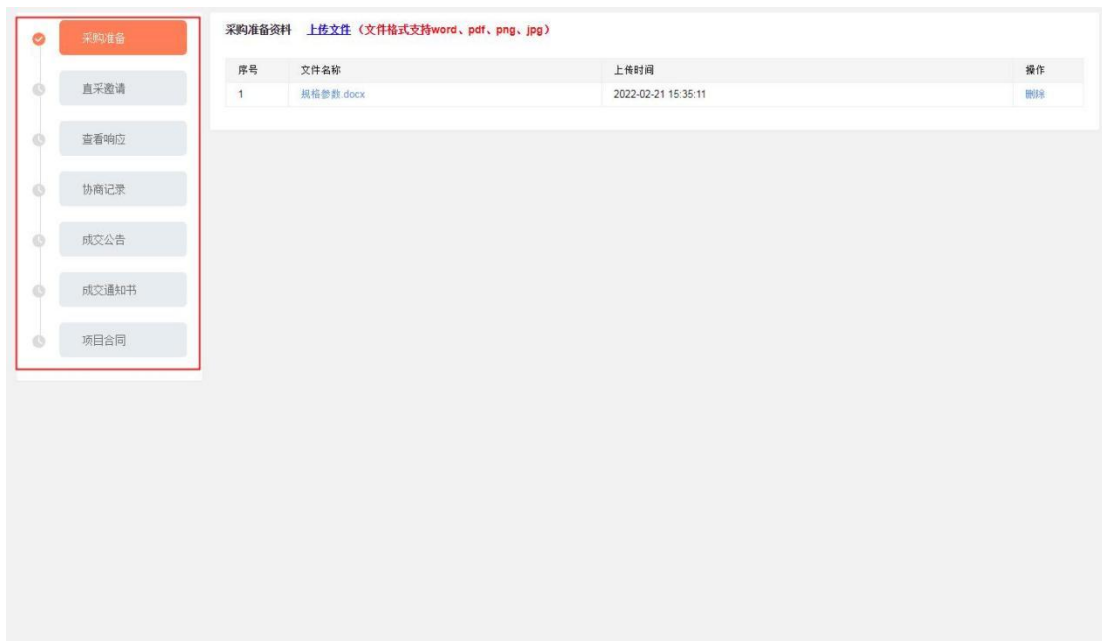 采购准备
直采邀请
查看响应
协商记录
成交公告
成交通知书
项目合同
采购准备资料 上传文件（文件格式支持word、pdf、png、jpg）
序号 文件名称 上传时间 操作
1 规格参数.docx 2022-02-21 15:35:11 删除